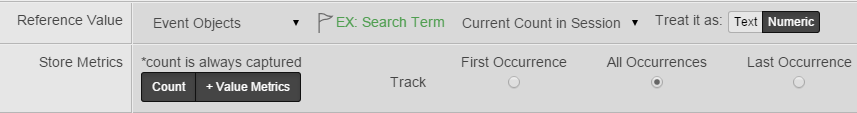 Reference Value Event Objects EX: Search Term Current Count in Session Treat it as: Text Numeric
Store Metrics *count is always captured First Occurrence All Occurrences Last Occurrence
Count + Value Metrics Track